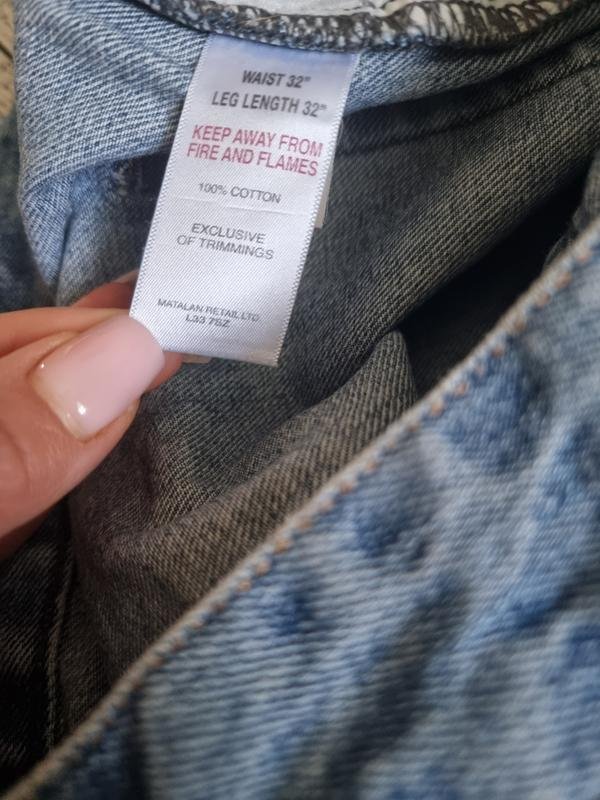 WAIST 32"
LEG LENGTH 32"
KEEP AWAY FROM
FIRE AND FLAMES
100% COTTON
EXCLUSIVE
OF TRIMMINGS
MATALAN RETAIL LTD.
L33 7SZ